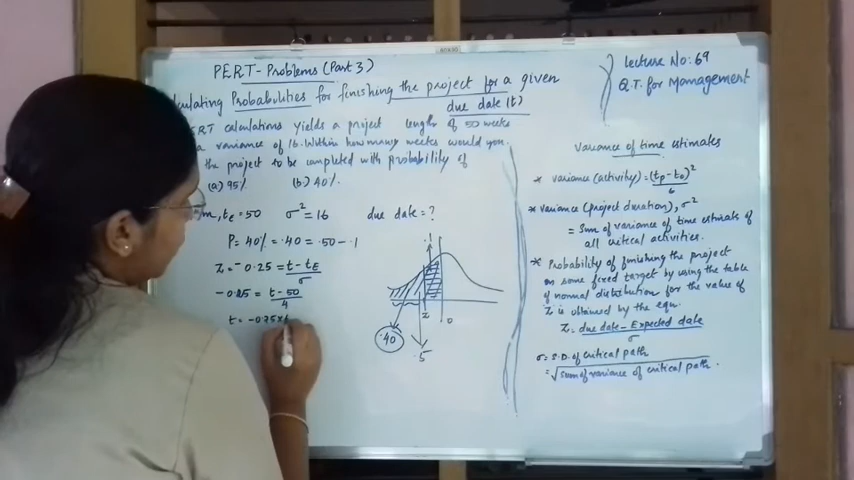 PERT-Problems (Part 3)
calculating Probabilities for finishing the project for a given
due date (t)
PERT calculations yields a project length of 50 weeks
a variance of 16. Within how many weeks would you
the project to be completed with probability of
(a) 95% (b) 40%.
tE = 50 σ² = 16 due date = ?
P = 40% = .40 = .50 - .1
Z = -0.25 = t - tE / σ
-0.25 = t - 50 / 4
t = -0.25 ×
.1
Z
0
.40
.5
Lecture No: 69
Q.T. for Management
Variance of time estimates
* variance (activity) = (tp - to / 6)²
* variance (project duration), σ²
= Sum of variance of time estimates of
all critical activities.
* Probability of finishing the project
on some fixed target by using the table
of normal distribution for the value of
Z is obtained by the eqn.
Z = due date - Expected date / σ
σ = S.D. of critical path
= √Sum of variance of critical path.